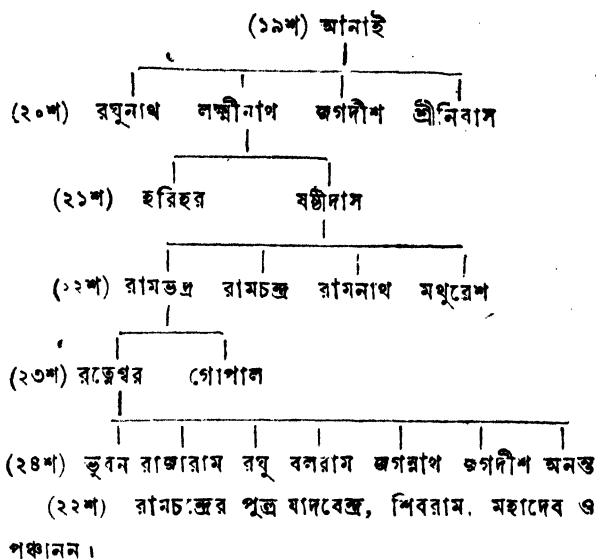 (১৯শ) আনাই
(২০শ) রঘুনাথ লক্ষ্মীনাথ জগদীশ শ্রীনিবাস
(২১শ) হরিহর ষষ্ঠীদাস
(২২শ) রামভদ্র রামচন্দ্র রামনাথ মথুরেশ
(২৩শ) রত্নেশ্বর গোপাল
(২৪শ) ভুবন রাজারাম রঘু বলরাম জগন্নাথ জগদীশ অনন্ত
(২২শ) রামচন্দ্রের পুত্র যাদবেন্দ্র, শিবরাম, মহাদেব ও
পঞ্চানন।